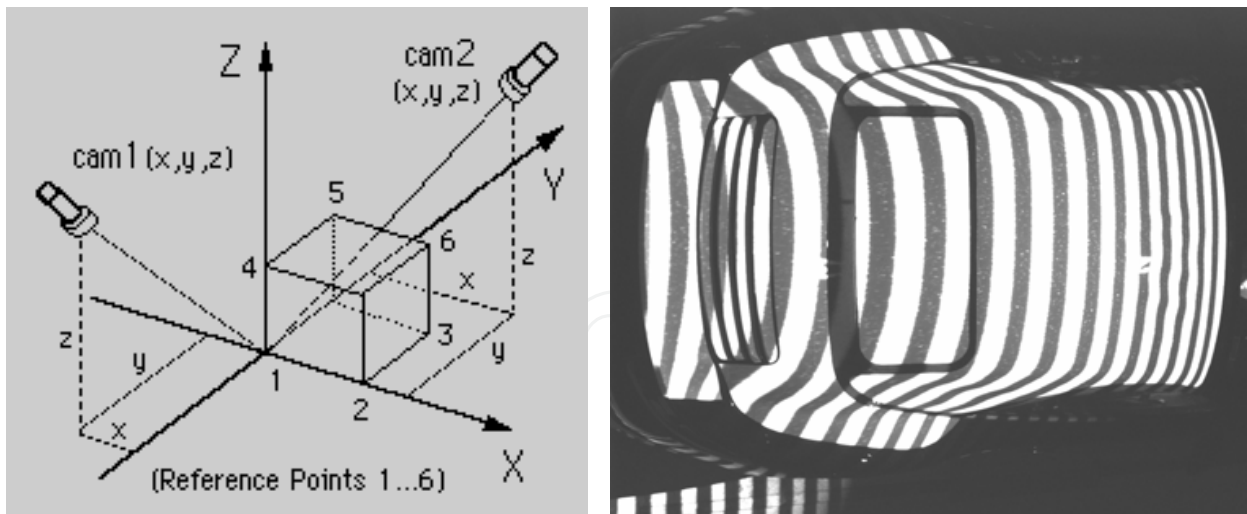 Z
cam2
(x,y,z)
cam1(x,y,z)
Y
5
6
4
z
x
z
y
3
y
1
2
x
X
(Reference Points 1...6)